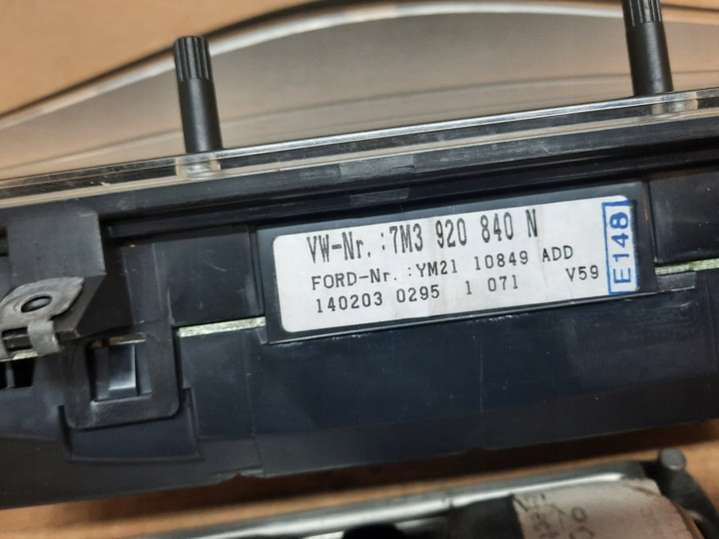 VW-Nr. :7M3 920 840 N
FORD-Nr. :YM21 10849 ADD
140203 0295 1 071 V59
E148